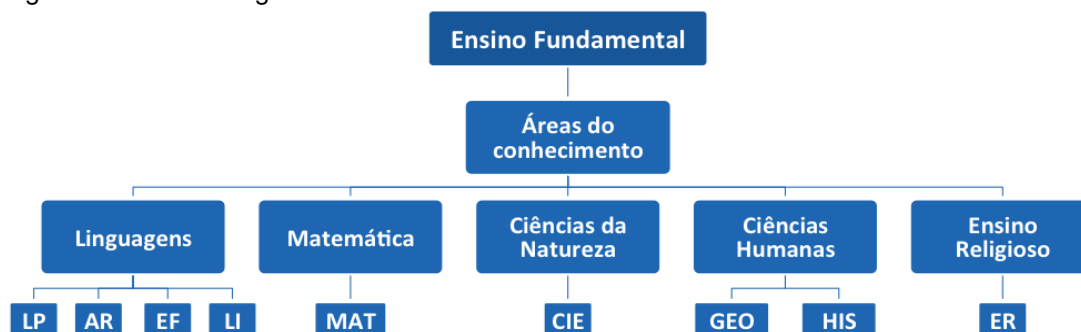 Ensino Fundamental
Áreas do
conhecimento
Linguagens
Matemática
Ciências da
Natureza
Ciências
Humanas
Ensino
Religioso
LP
AR
EF
LI
MAT
CIE
GEO
HIS
ER